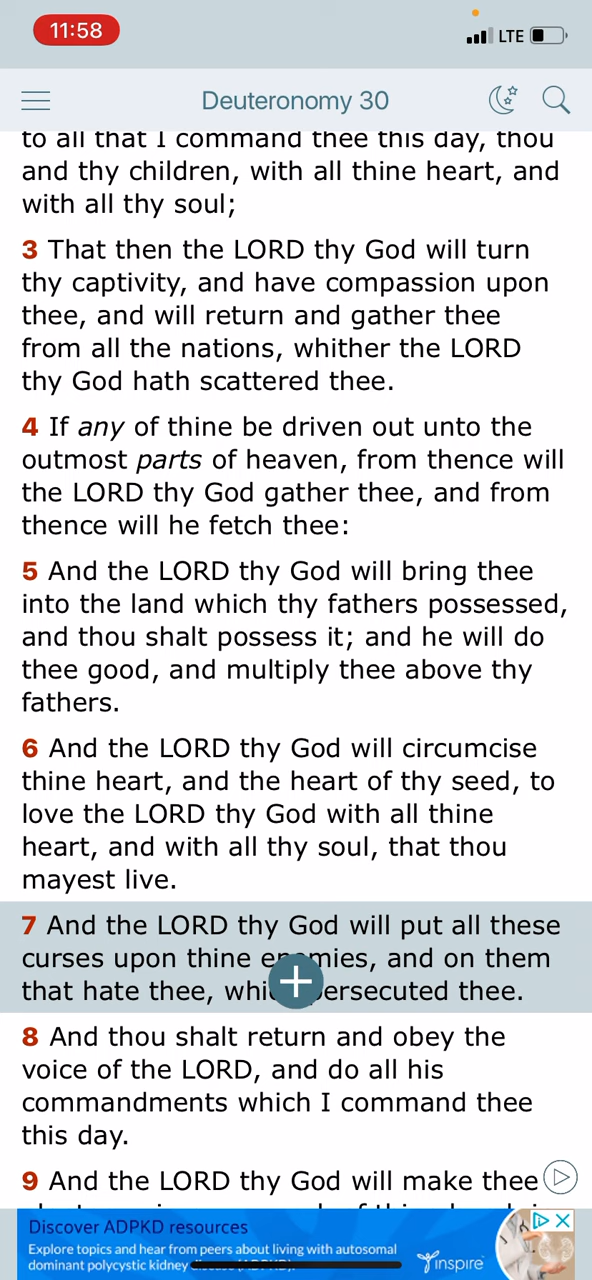 11:58
LTE
Deuteronomy 30
to all that I command thee this day, thou
and thy children, with all thine heart, and
with all thy soul;
3 That then the LORD thy God will turn
thy captivity, and have compassion upon
thee, and will return and gather thee
from all the nations, whither the LORD
thy God hath scattered thee.
4 If any of thine be driven out unto the
outmost parts of heaven, from thence will
the LORD thy God gather thee, and from
thence will he fetch thee:
5 And the LORD thy God will bring thee
into the land which thy fathers possessed,
and thou shalt possess it; and he will do
thee good, and multiply thee above thy
fathers.
6 And the LORD thy God will circumcise
thine heart, and the heart of thy seed, to
love the LORD thy God with all thine
heart, and with all thy soul, that thou
mayest live.
7 And the LORD thy God will put all these
curses upon thine enemies, and on them
that hate thee, persecuted thee.
8 And thou shalt return and obey the
voice of the LORD, and do all his
commandments which I command thee
this day.
9 And the LORD thy God will make thee
Discover ADPKD resources
Explore topics and hear from peers about living with autosomal
dominant polycystic kidney
inspire